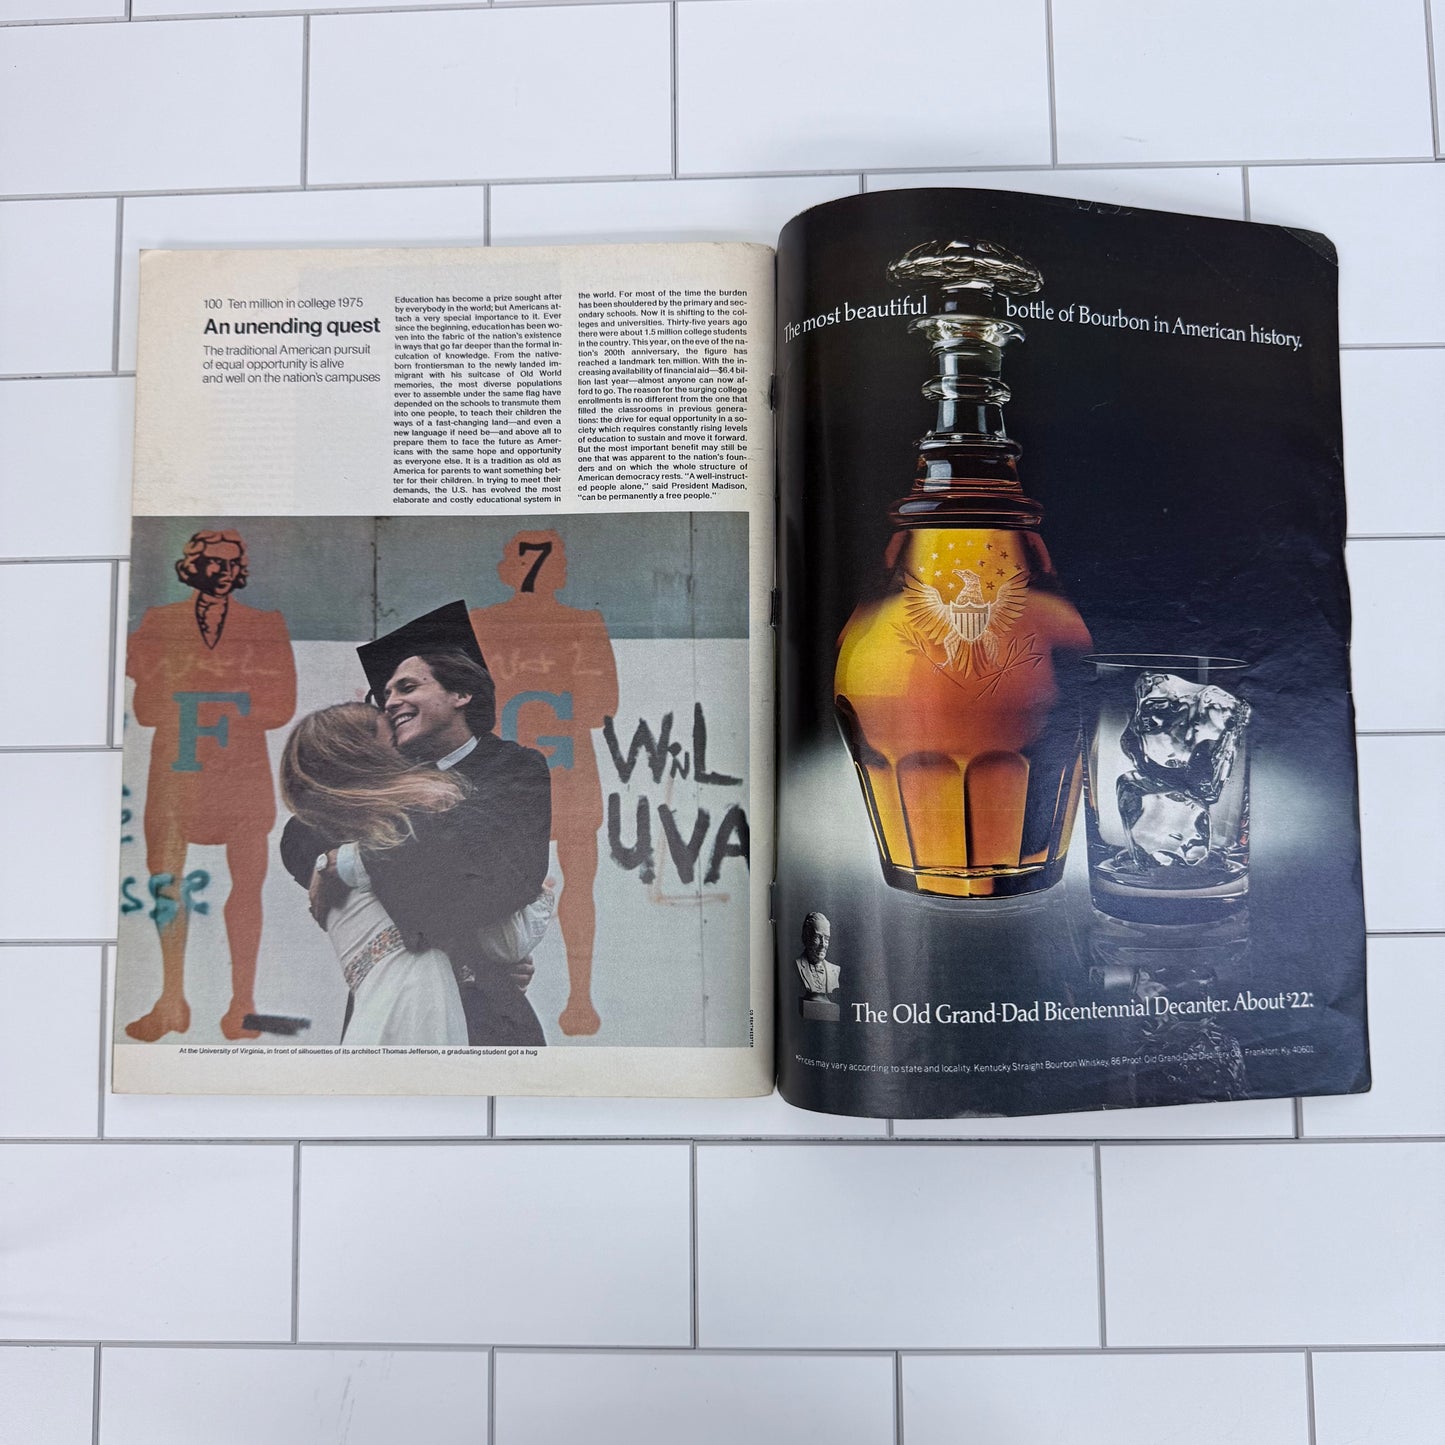 100 Ten million in college 1975
An unending quest
The traditional American pursuit
of equal opportunity is alive
and well on the nation's campuses
Education has become a prize sought after
by everybody in the world; but Americans at-
tach a very special importance to it. Ever
since the beginning, education has been wo-
ven into the fabric of the nation's existence
in ways that go far deeper than the formal in-
culcation of knowledge. From the native-
born frontiersman to the newly landed im-
migrant with his suitcase of Old World
memories, the most diverse populations
ever to assemble under the same flag have
depended on the schools to transmute them
into one people, to teach their children the
ways of a fast-changing land—and even a
new language if need be—and above all to
prepare them to face the future as Amer-
icans with the same hope and opportunity
as everyone else. It is a tradition as old as
America for parents to want something bet-
ter for their children. In trying to meet their
demands, the U.S. has evolved the most
elaborate and costly educational system in
the world. For most of the time the burden
has been shouldered by the primary and sec-
ondary schools. Now it is shifting to the col-
leges and universities. Thirty-five years ago
there were about 1.5 million college students
in the country. This year, on the eve of the na-
tion's 200th anniversary, the figure has
reached a landmark ten million. With the in-
creasing availability of financial aid—$6.4 bil-
lion last year—almost anyone can now af-
ford to go. The reason for the surging college
enrollments is no different from the one that
filled the classrooms in previous genera-
tions: the drive for equal opportunity in a so-
ciety which requires constantly rising levels
of education to sustain and move it forward.
But the most important benefit may still be
one that was apparent to the nation's foun-
ders and on which the whole structure of
American democracy rests. "A well-instruct-
ed people alone," said President Madison,
"can be permanently a free people."
7
F G
W N L
UVA
At the University of Virginia, in front of silhouettes of its architect Thomas Jefferson, a graduating student got a hug
The most beautiful bottle of Bourbon in American history.
The Old Grand-Dad Bicentennial Decanter. About $22*.
*Prices may vary according to state and locality. Kentucky Straight Bourbon Whiskey, 86 Proof. Old Grand-Dad Distillery Co., Frankfort, Ky. 40601